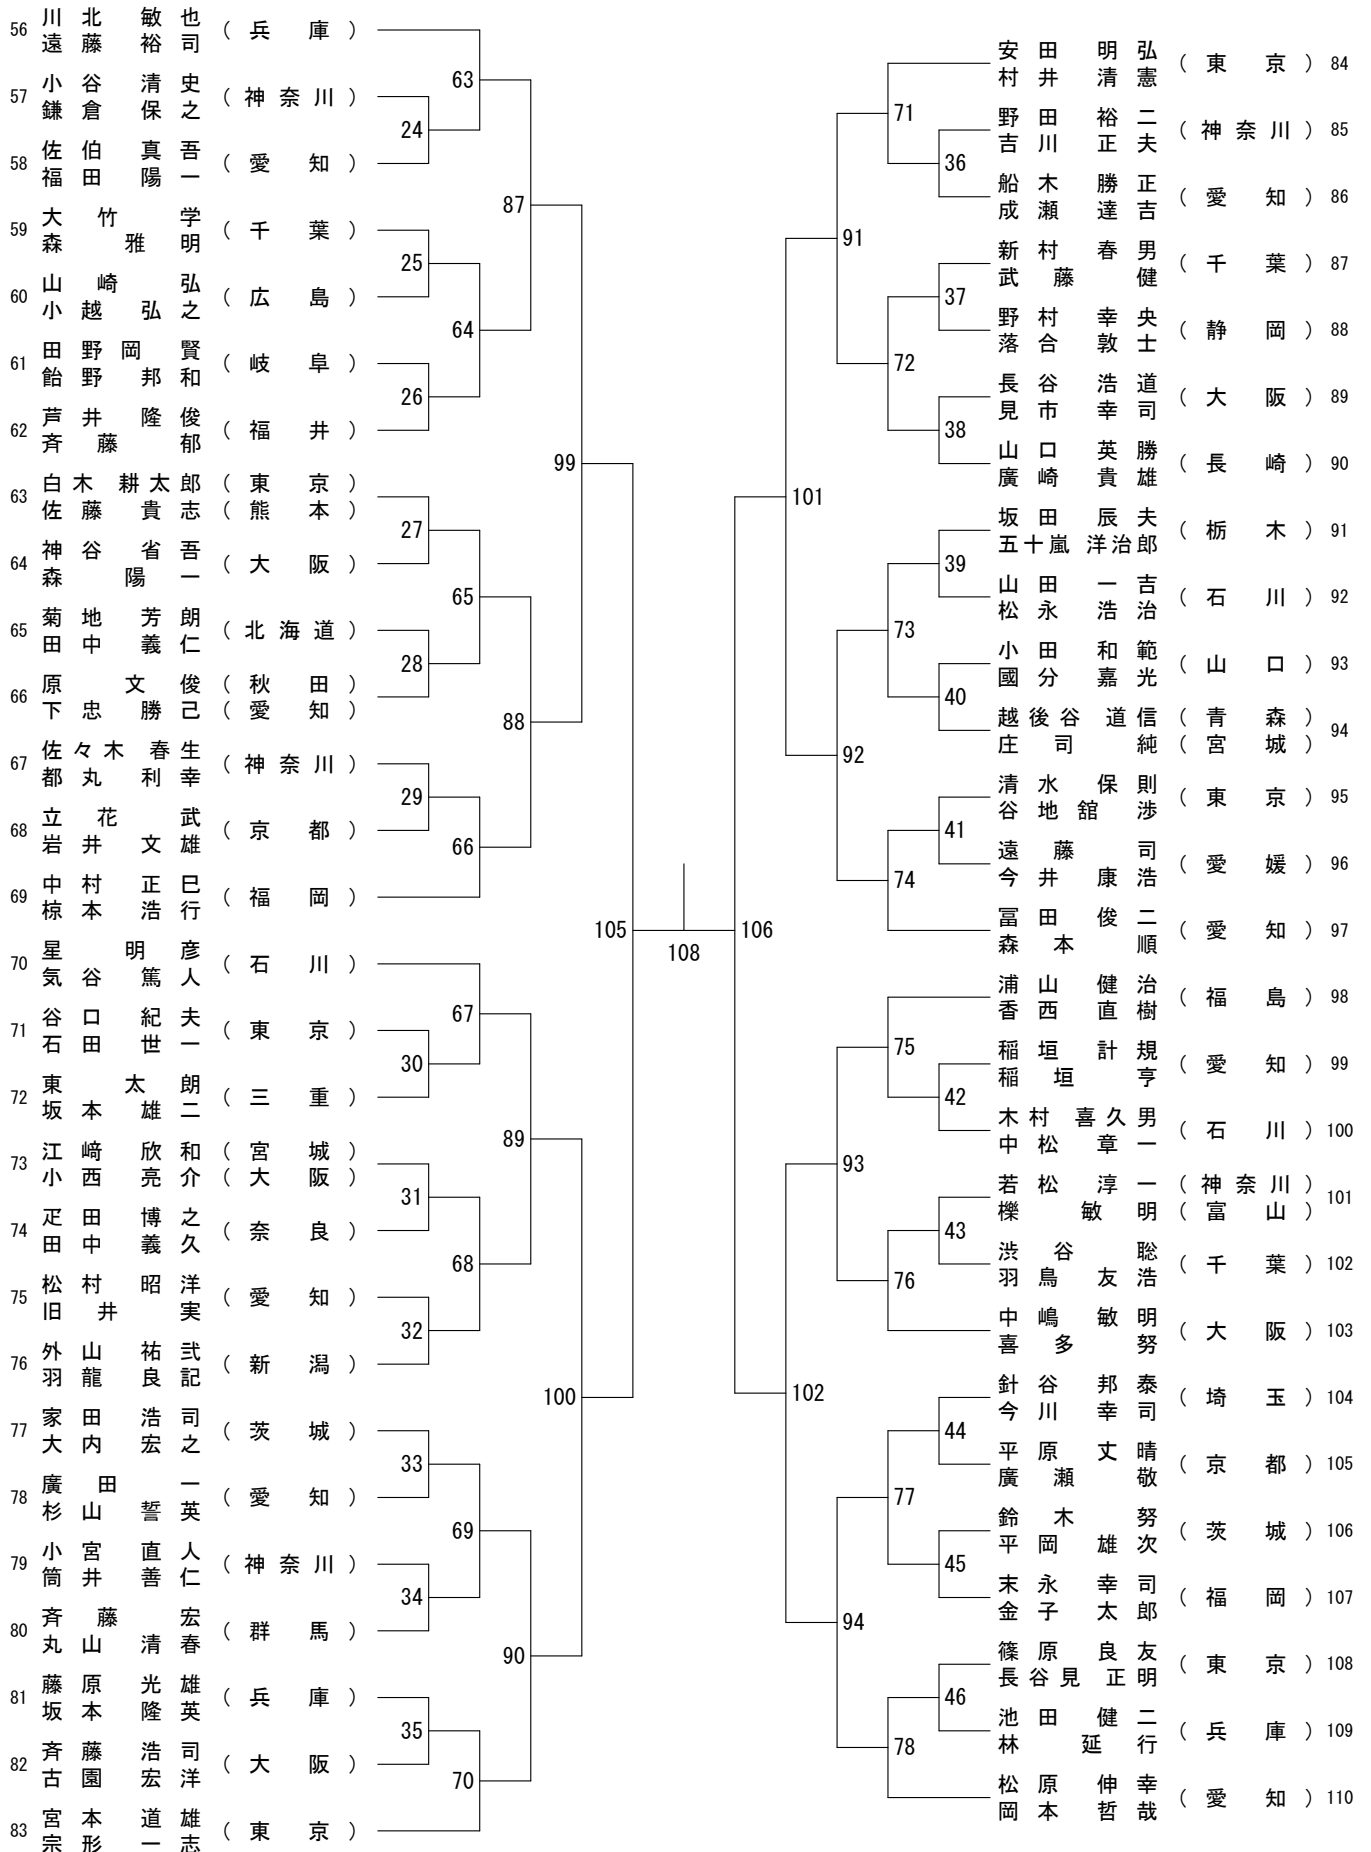 56 川北 敏也 (兵庫)
遠藤 裕司
57 小谷 清史 (神奈川)
鎌倉 保之
58 佐伯 真吾 (愛知)
福田 陽一
59 大竹 学 (千葉)
森 雅明
60 山崎 弘 (広島)
小越 弘之
61 田野岡 賢 (岐阜)
飴野 邦和
62 芦井 隆俊 (福井)
斉藤 郁
63 白木 耕太郎 (東京)
佐藤 貴志 (熊本)
64 神谷 省吾 (大阪)
森 陽一
65 菊地 芳朗 (北海道)
田中 義仁
66 原 文俊 (秋田)
下忠 勝己 (愛知)
67 佐々木 春生 (神奈川)
都丸 利幸
68 立花 武 (京都)
岩井 文雄
69 中村 正巳 (福岡)
椋本 浩行
70 星 明彦 (石川)
気谷 篤人
71 谷口 紀夫 (東京)
石田 世一
72 東 太朗 (三重)
坂本 雄二
73 江﨑 欣和 (宮城)
小西 亮介 (大阪)
74 疋田 博之 (奈良)
田中 義久
75 松村 昭洋 (愛知)
旧井 実
76 外山 祐弐 (新潟)
羽龍 良記
77 家田 浩司 (茨城)
大内 宏之
78 廣田 一 (愛知)
杉山 誓英
79 小宮 直人 (神奈川)
筒井 善仁
80 斉藤 宏 (群馬)
丸山 清春
81 藤原 光雄 (兵庫)
坂本 隆英
82 斉藤 浩司 (大阪)
古園 宏洋
83 宮本 道雄 (東京)
宗形 一志
63
24
87
25
64
26
99
27
65
28
88
29
66
105
67
30
89
31
68
32
100
33
69
34
90
35
70
108
106
71
36
91
37
72
38
101
39
73
40
92
41
74
75
42
93
43
76
102
44
77
45
94
46
78
安田 明弘 (東京) 84
村井 清憲
野田 裕二 (神奈川) 85
吉川 正夫
船木 勝正 (愛知) 86
成瀬 達吉
新村 春男 (千葉) 87
武藤 健
野村 幸央 (静岡) 88
落合 敦士
長谷 浩道 (大阪) 89
見市 幸司
山口 英勝 (長崎) 90
廣崎 貴雄
坂田 辰夫 (栃木) 91
五十嵐 洋治郎
山田 一吉 (石川) 92
松永 浩治
小田 和範 (山口) 93
國分 嘉光
越後谷 道信 (青森) 94
庄司 純 (宮城)
清水 保則 (東京) 95
谷地舘 渉
遠藤 司 (愛媛) 96
今井 康浩
冨田 俊二 (愛知) 97
森本 順
浦山 健治 (福島) 98
香西 直樹
稲垣 計規 (愛知) 99
稲垣 亨
木村 喜久男 (石川) 100
中松 章一
若松 淳一 (神奈川) 101
櫟 敏明 (富山)
渋谷 聡 (千葉) 102
羽鳥 友浩
中嶋 敏明 (大阪) 103
喜多 努
針谷 邦泰 (埼玉) 104
今川 幸司
平原 丈晴 (京都) 105
廣瀬 敬
鈴木 努 (茨城) 106
平岡 雄次
末永 幸司 (福岡) 107
金子 太郎
篠原 良友 (東京) 108
長谷見 正明
池田 健二 (兵庫) 109
林 延行
松原 伸幸 (愛知) 110
岡本 哲哉